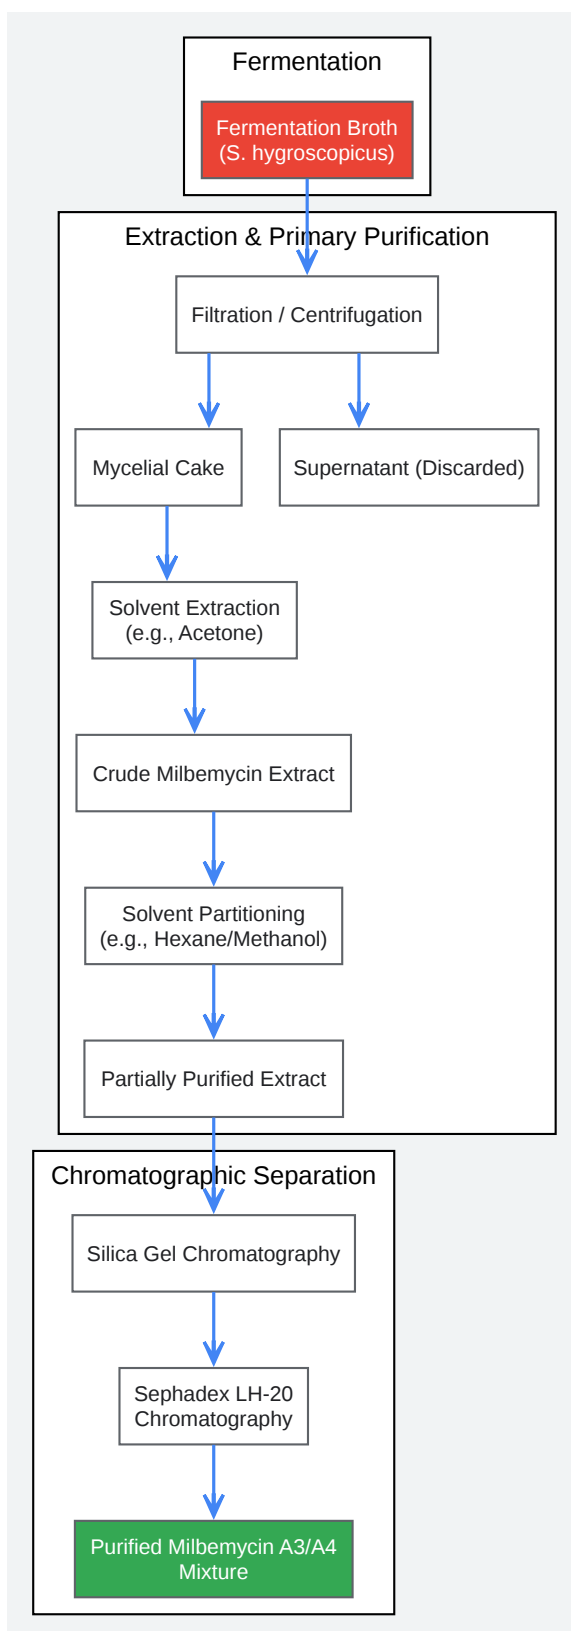 Fermentation
Fermentation Broth
(S. hygroscopicus)
Extraction & Primary Purification
Filtration / Centrifugation
Mycelial Cake
Supernatant (Discarded)
Solvent Extraction
(e.g., Acetone)
Crude Milbemycin Extract
Solvent Partitioning
(e.g., Hexane/Methanol)
Partially Purified Extract
Chromatographic Separation
Silica Gel Chromatography
Sephadex LH-20
Chromatography
Purified Milbemycin A3/A4
Mixture